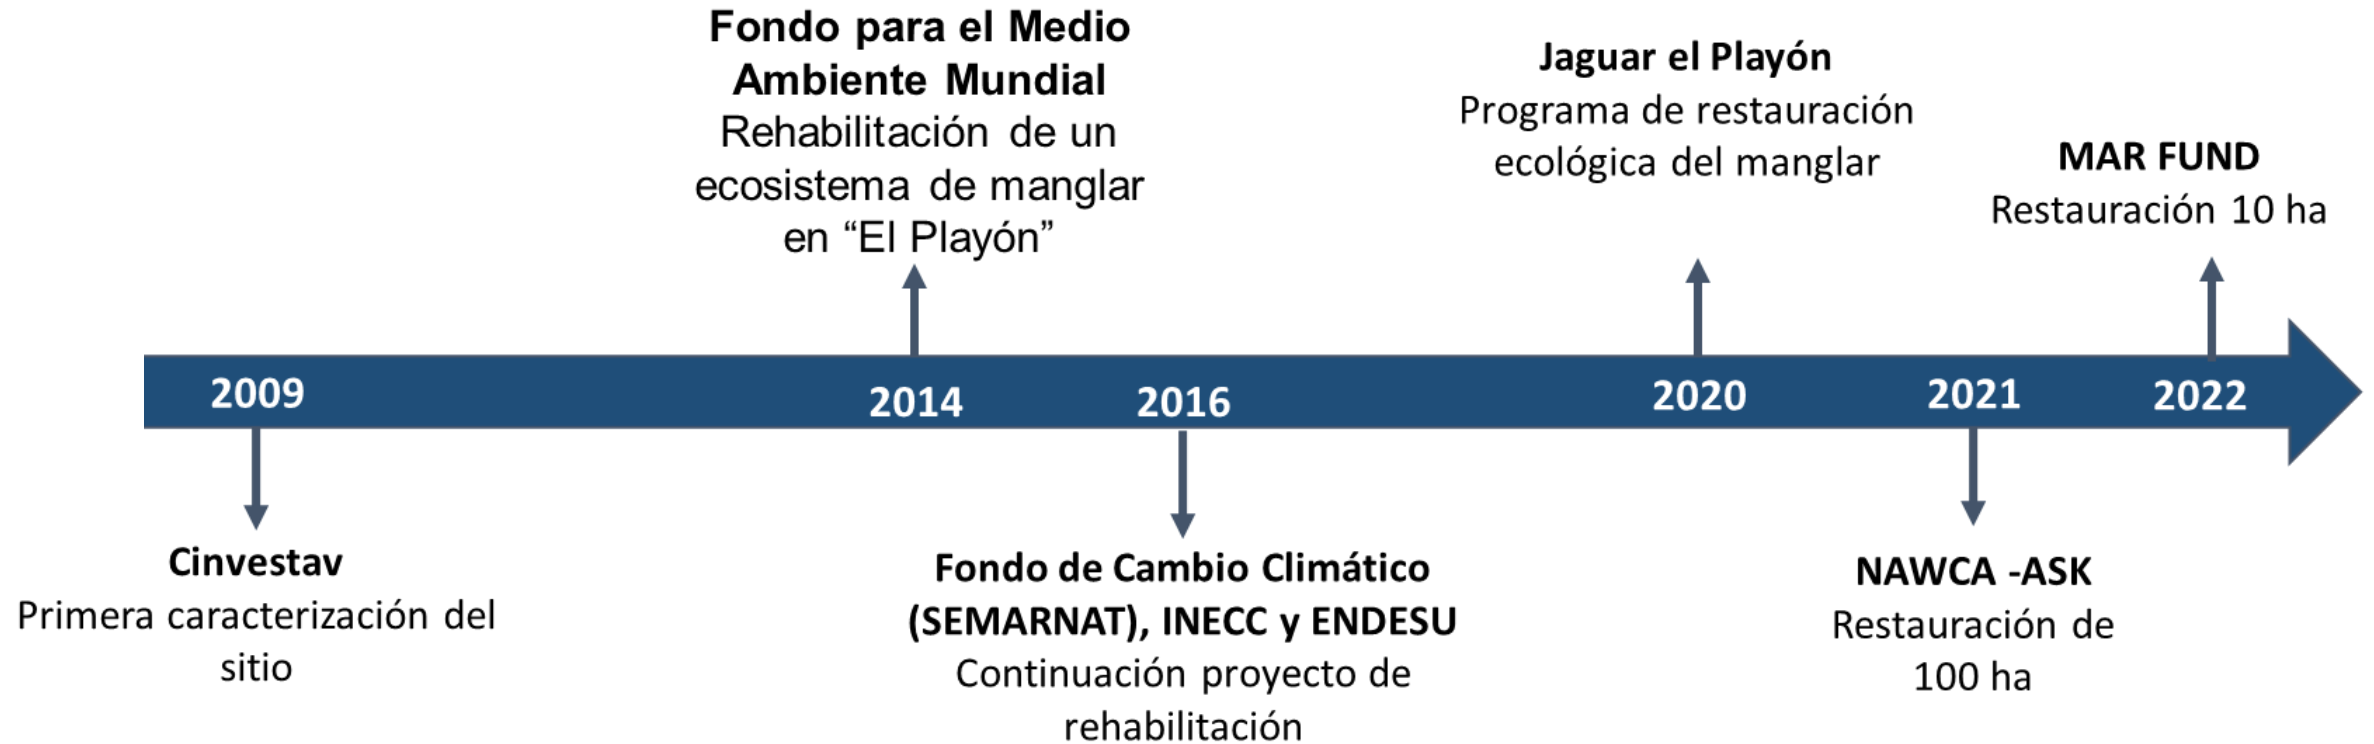 Fondo para el Medio
Ambiente Mundial
Rehabilitación de un
ecosistema de manglar
en “El Playón”
Jaguar el Playón
Programa de restauración
ecológica del manglar
MAR FUND
Restauración 10 ha
2009
2014
2016
2020
2021
2022
Cinvestav
Primera caracterización del
sitio
Fondo de Cambio Climático
(SEMARNAT), INECC y ENDESU
Continuación proyecto de
rehabilitación
NAWCA -ASK
Restauración de
100 ha